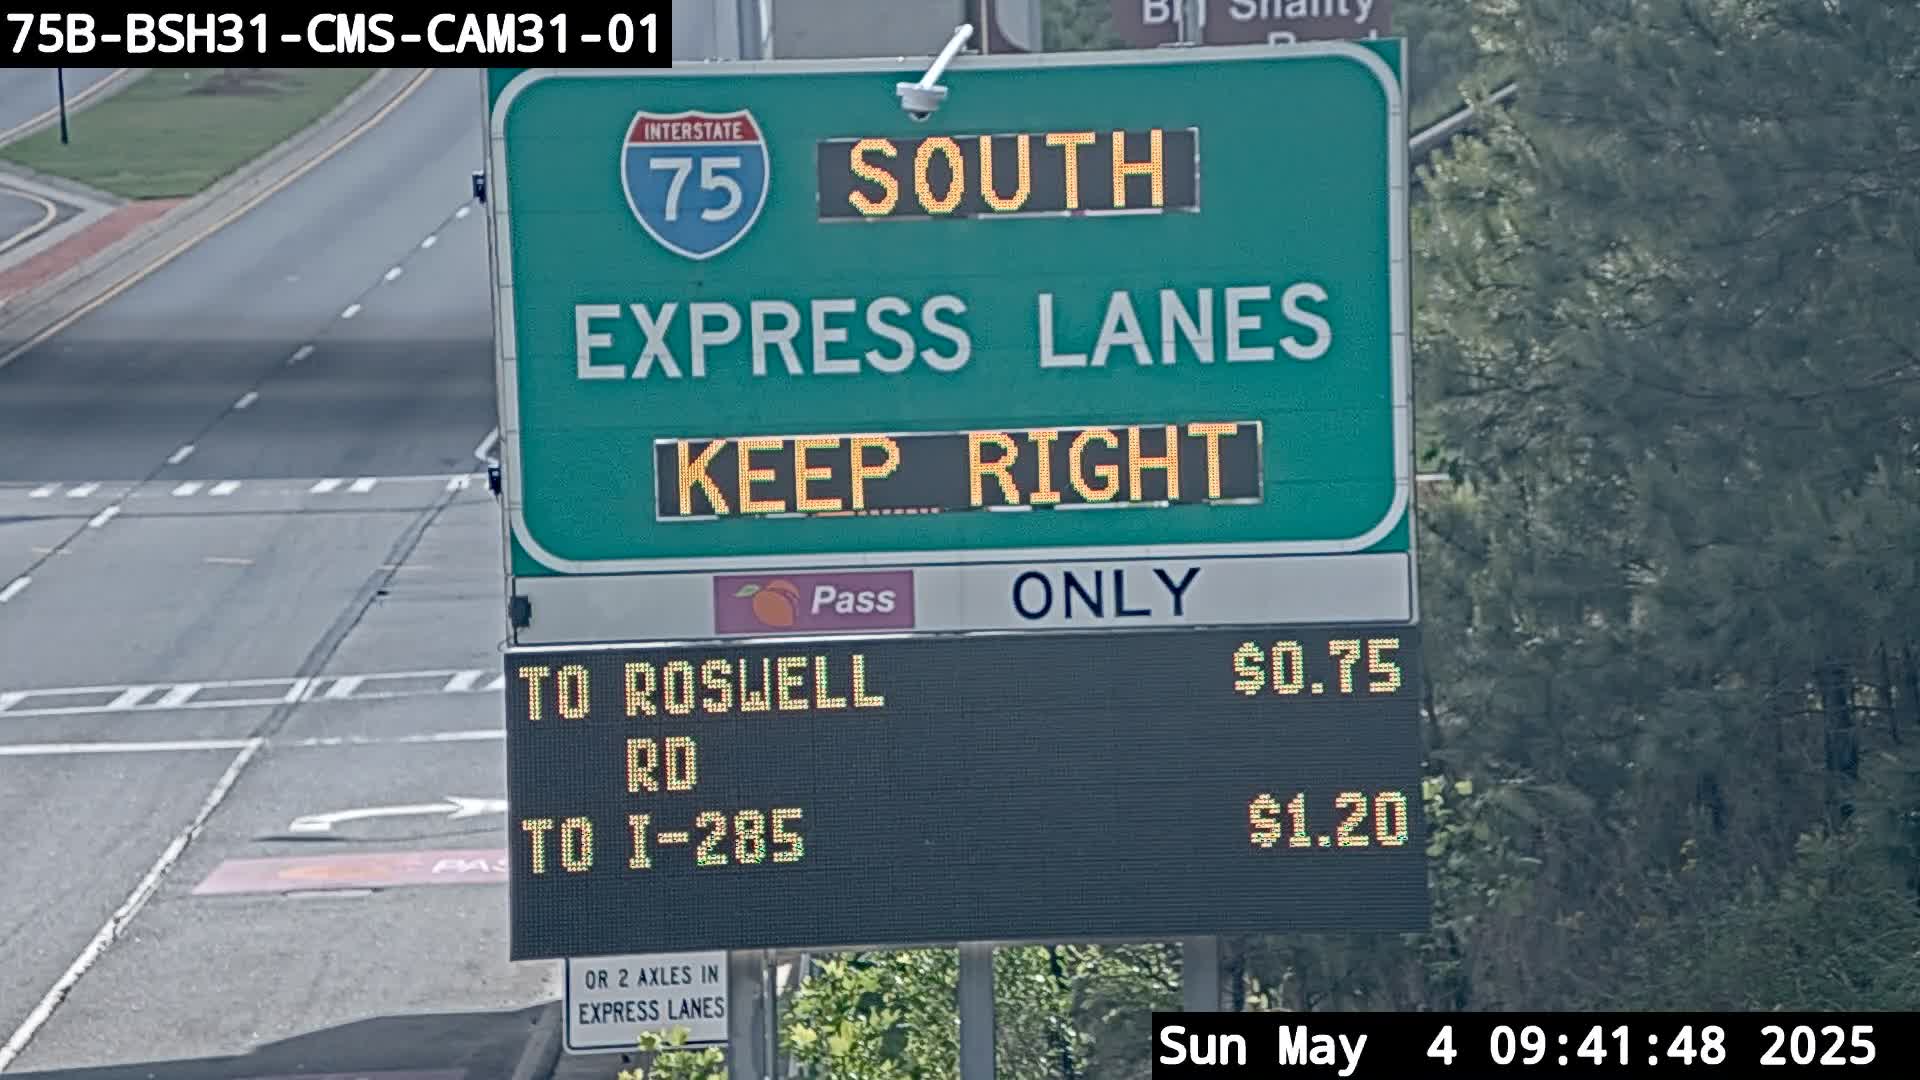 75B-BSH31-CMS-CAM31-01
Shanty
INTERSTATE
75
SOUTH
EXPRESS LANES
KEEP RIGHT
Pass
ONLY
TO ROSWELL $0.75
RD
TO I-285 $1.20
OR 2 AXLES IN
EXPRESS LANES
Sun May 4 09:41:48 2025